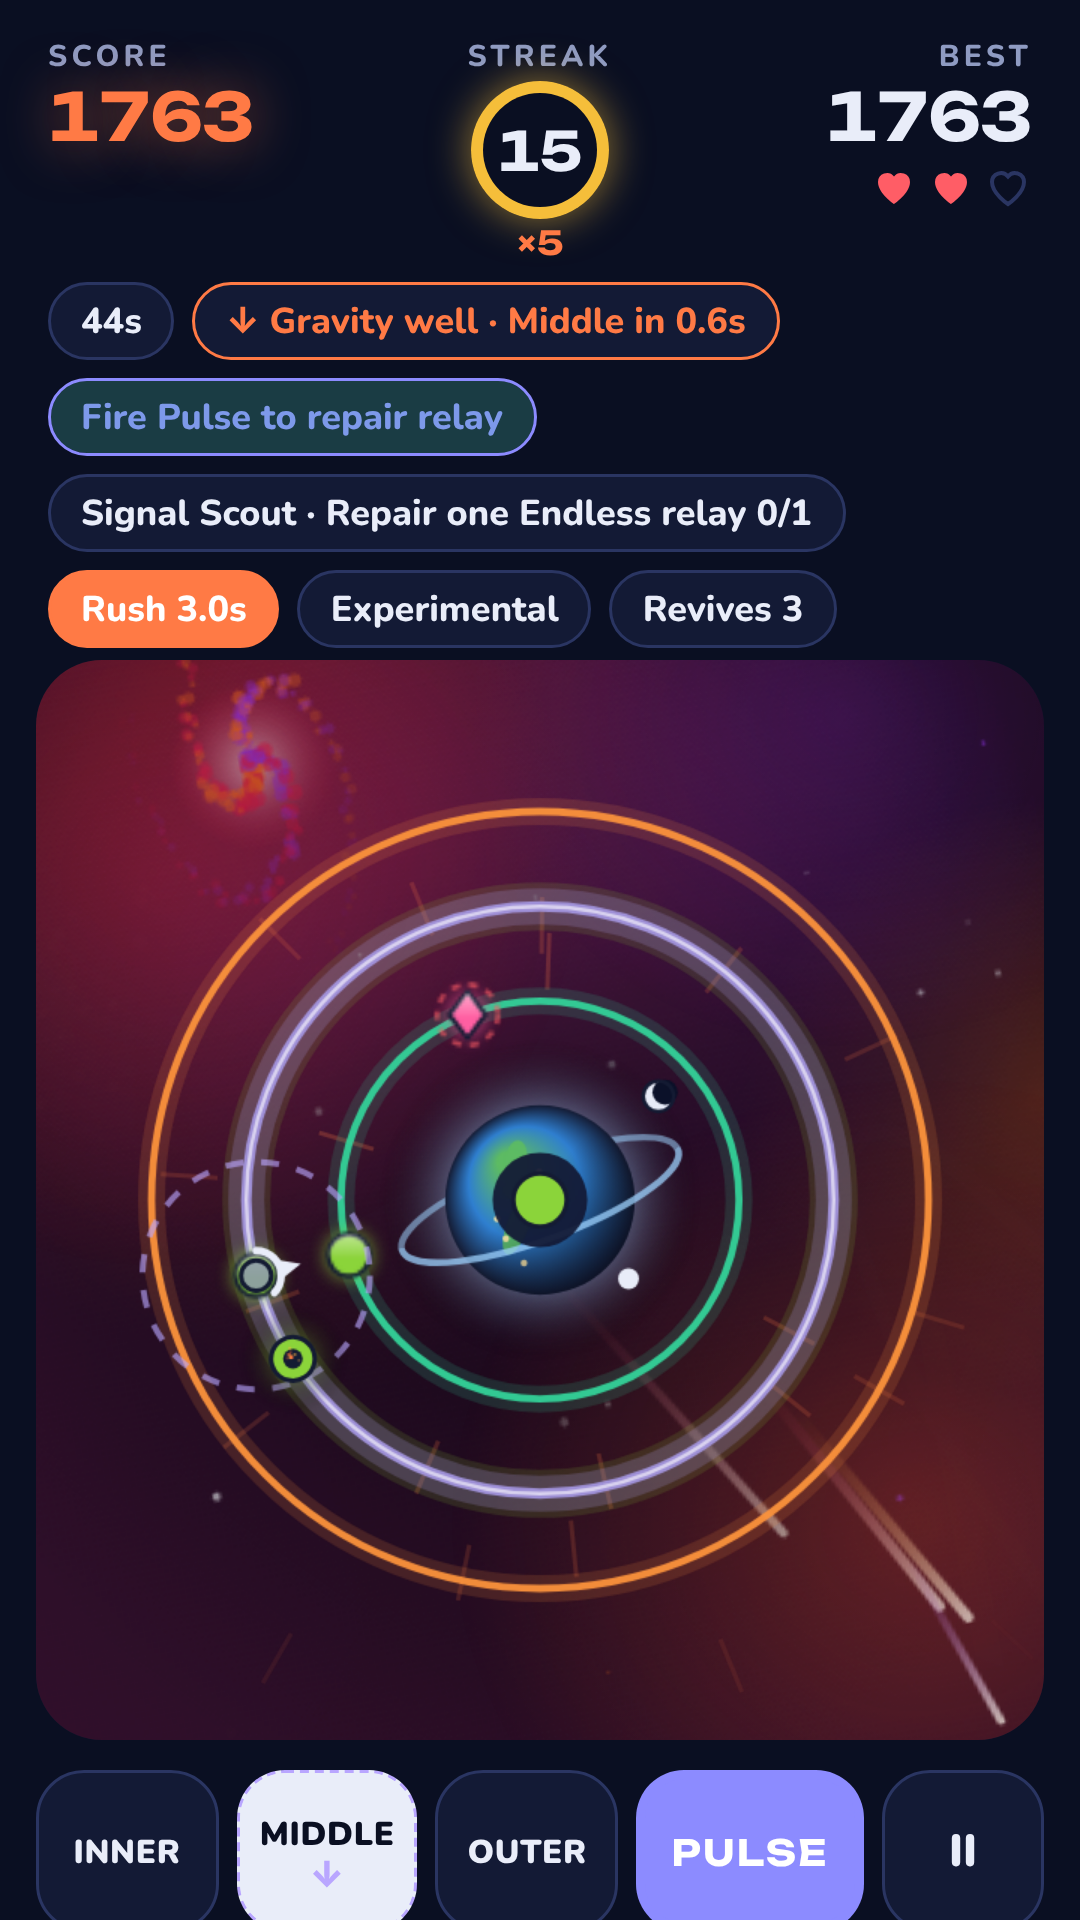 SCORE STREAK BEST
1763 15 1763
×5
44s ↓ Gravity well · Middle in 0.6s
Fire Pulse to repair relay
Signal Scout · Repair one Endless relay 0/1
Rush 3.0s Experimental Revives 3
INNER MIDDLE ↓ OUTER PULSE